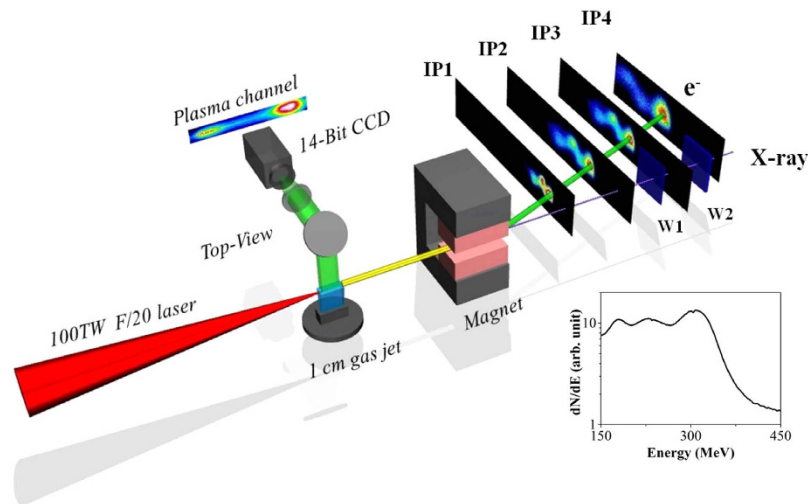 IP1
IP2
IP3
IP4
e-
X-ray
W1
W2
Plasma channel
14-Bit CCD
Top-View
100TW F/20 laser
1 cm gas jet
Magnet
dN/dE (arb. unit)
10
1
150
300
450
Energy (MeV)